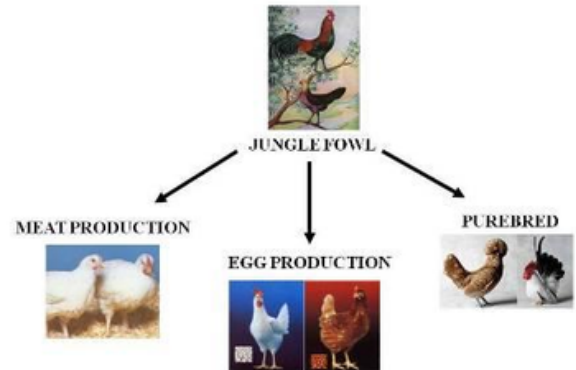 JUNGLE FOWL
MEAT PRODUCTION
PUREBRED
EGG PRODUCTION